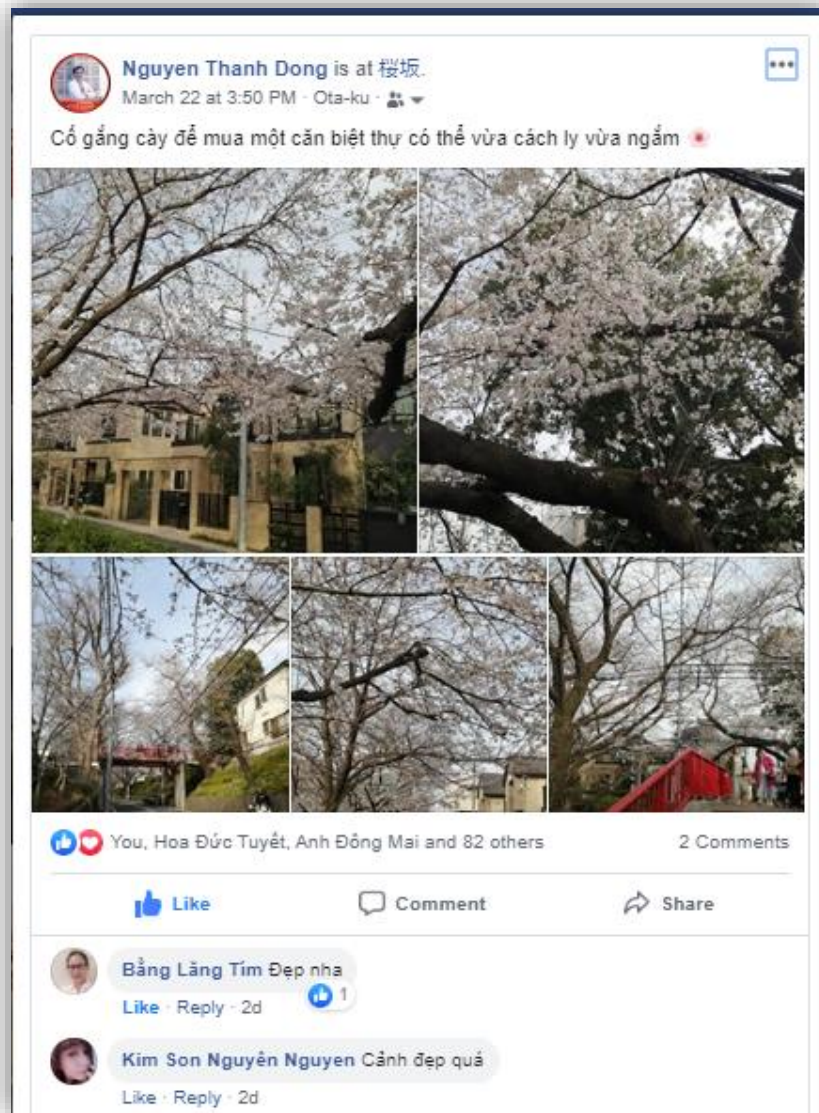 Nguyen Thanh Dong is at 桜坂.
March 22 at 3:50 PM · Ota-ku ·
Cố gắng cày để mua một căn biệt thự có thể vừa cách ly vừa ngắm 🌸
You, Hoa Đức Tuyết, Anh Đông Mai and 82 others 2 Comments
Like Comment Share
Bằng Lăng Tím Đẹp nha
Like · Reply · 2d 1
Kim Son Nguyên Nguyen Cảnh đẹp quá
Like · Reply · 2d